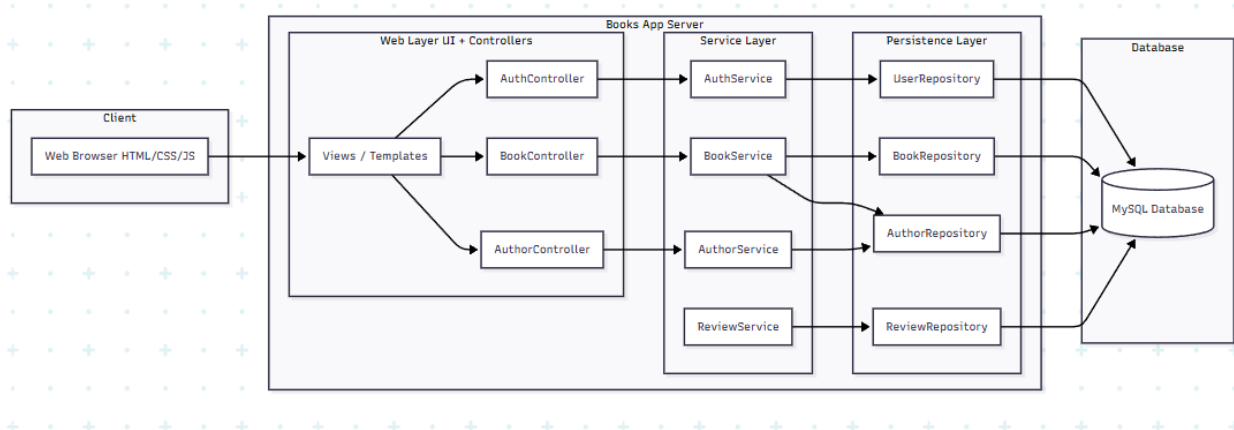 Books App Server
Web Layer UI + Controllers
Service Layer
Persistence Layer
Database
Client
Web Browser HTML/CSS/JS
Views / Templates
AuthController
BookController
AuthorController
AuthService
BookService
AuthorService
ReviewService
UserRepository
BookRepository
AuthorRepository
ReviewRepository
MySQL Database